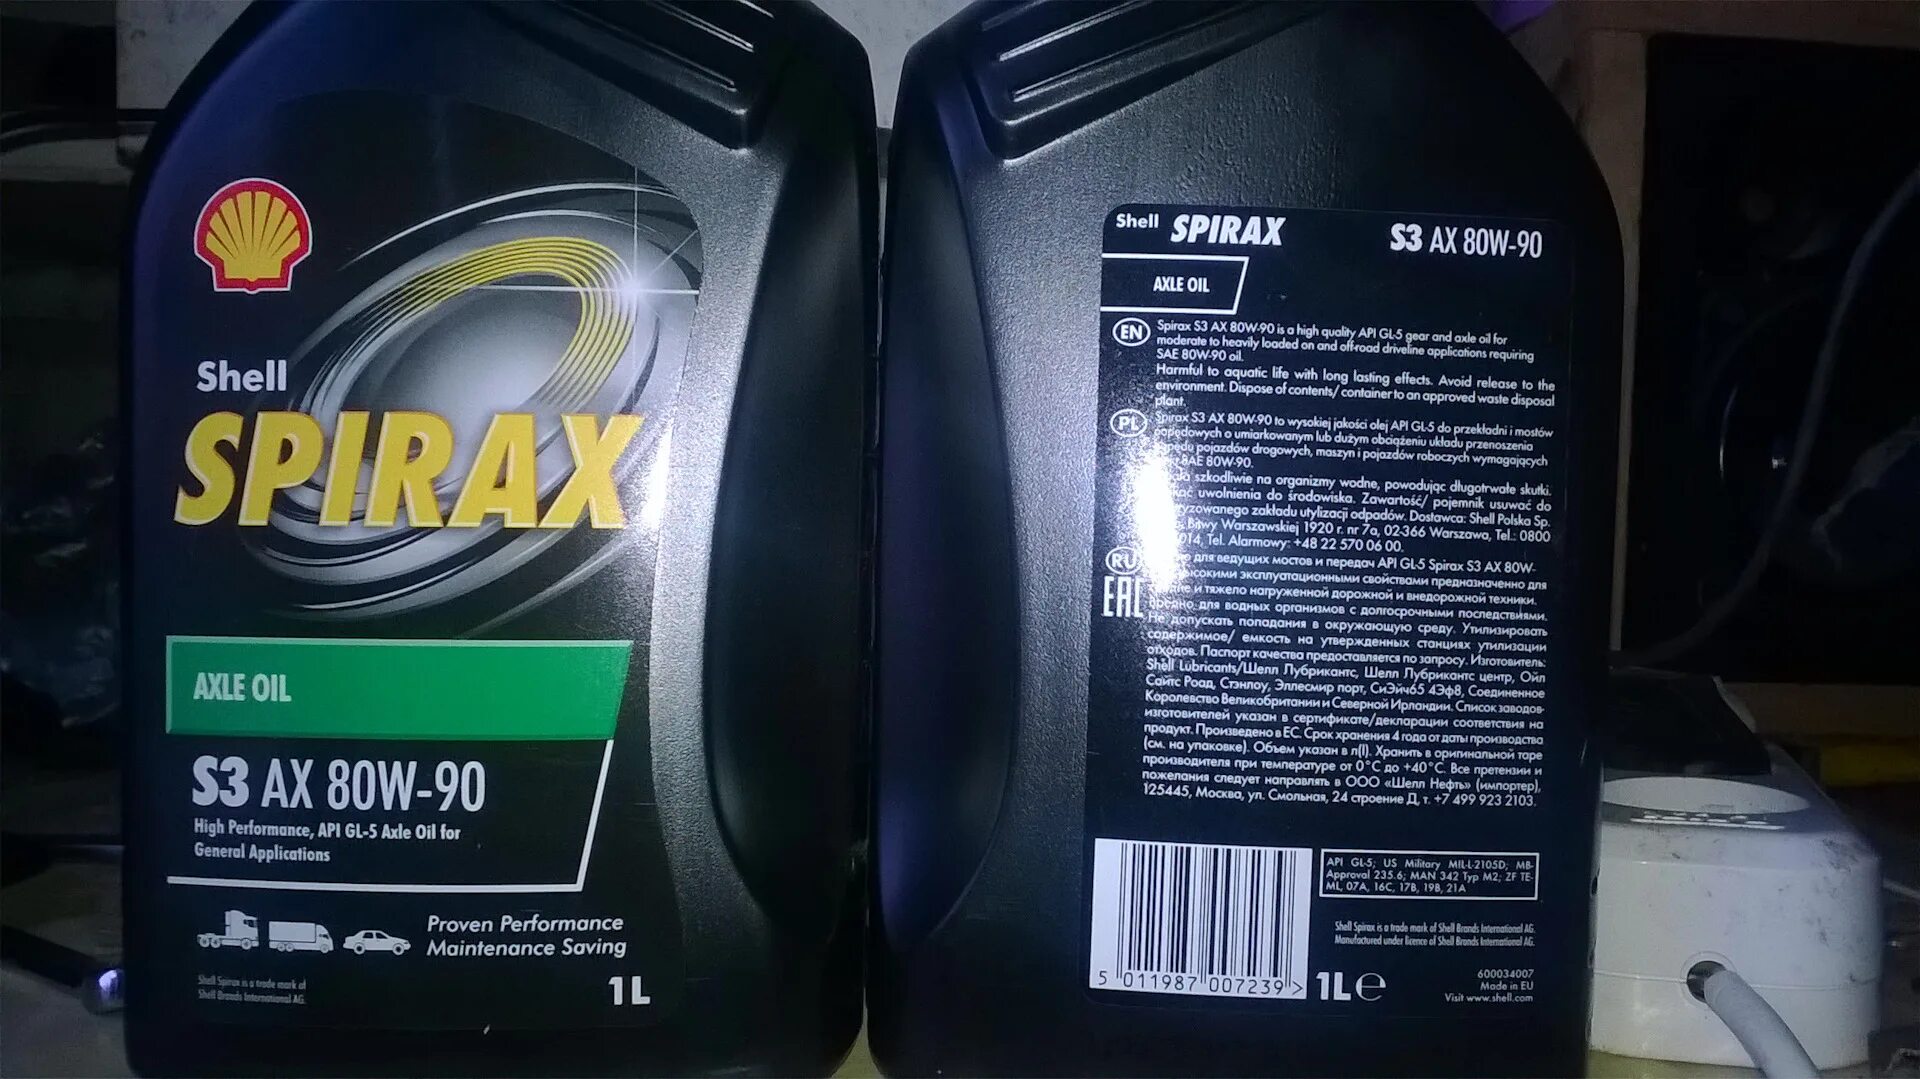 Shell
SPIRAX
AXLE OIL
S3 AX 80W-90
High Performance, API GL-5 Axle Oil for
General Applications
Proven Performance
Maintenance Saving
Shell Spirax is a trade mark of
Shell Brands International AG.
1L
Shell SPIRAX S3 AX 80W-90
AXLE OIL
EN Spirax S3 AX 80W-90 is a high quality API GL-5 gear and axle oil for
moderate to heavily loaded on and off-road driveline applications requiring
SAE 80W-90 oil.
Harmful to aquatic life with long lasting effects. Avoid release to the
environment. Dispose of contents/ container to an approved waste disposal
plant.
PL Spirax S3 AX 80W-90 to wysokiej jakości olej API GL-5 do przekładni i mostów
napędowych o umiarkowanym lub dużym obciążeniu układu przenoszenia
pojazdów drogowych, maszyn i pojazdów roboczych wymagających
SAE 80W-90.
szkodliwie na organizmy wodne, powodując długotrwałe skutki.
uwolnienia do środowiska. Zawartość/ pojemnik usuwać do
zakładu utylizacji odpadów. Dostawca: Shell Polska Sp.
Bitwy Warszawskiej 1920 r. nr 7a, 02-366 Warszawa, Tel.: 0800
Tel. Alarmowy: +48 22 570 06 00.
RU для ведущих мостов и передач API GL-5 Spirax S3 AX 80W-
эксплуатационными свойствами предназначенно для
и тяжело нагруженной дорожной и внедорожной техники.
EAC Вредно для водных организмов с долгосрочными последствиями.
Не допускать попадания в окружающую среду. Утилизировать
содержимое/ емкость на утвержденных станциях утилизации
отходов. Паспорт качества предоставляется по запросу. Изготовитель:
Shell Lubricants/Шелл Лубрикантс, Шелл Лубрикантс центр, Ойл
Сайтс Роад, Стэнлоу, Эллесмир порт, СиЭйч65 4Эф8, Соединенное
Королевство Великобритании и Северной Ирландии. Список заводов-
изготовителей указан в сертификате/декларации соответствия на
продукт. Произведено в ЕС. Срок хранения 4 года от даты производства
(см. на упаковке). Объем указан в л(l). Хранить в оригинальной таре
производителя при температуре от 0°C до +40°C. Все претензии и
пожелания следует направлять в ООО «Шелл Нефть» (импортер),
125445, Москва, ул. Смольная, 24 строение Д, т. +7 499 923 2103.
API GL-5; US Military MIL-L-2105D; MB-
Approval 235.6; MAN 342 Typ M2; ZF TE-
ML, 07A, 16C, 17B, 19B, 21A
Shell Spirax is a trade mark of Shell Brands International AG.
Manufactured under licence of Shell Brands International AG.
5 011987 007239 >
1L e
600034007
Made in EU
Visit www.shell.com